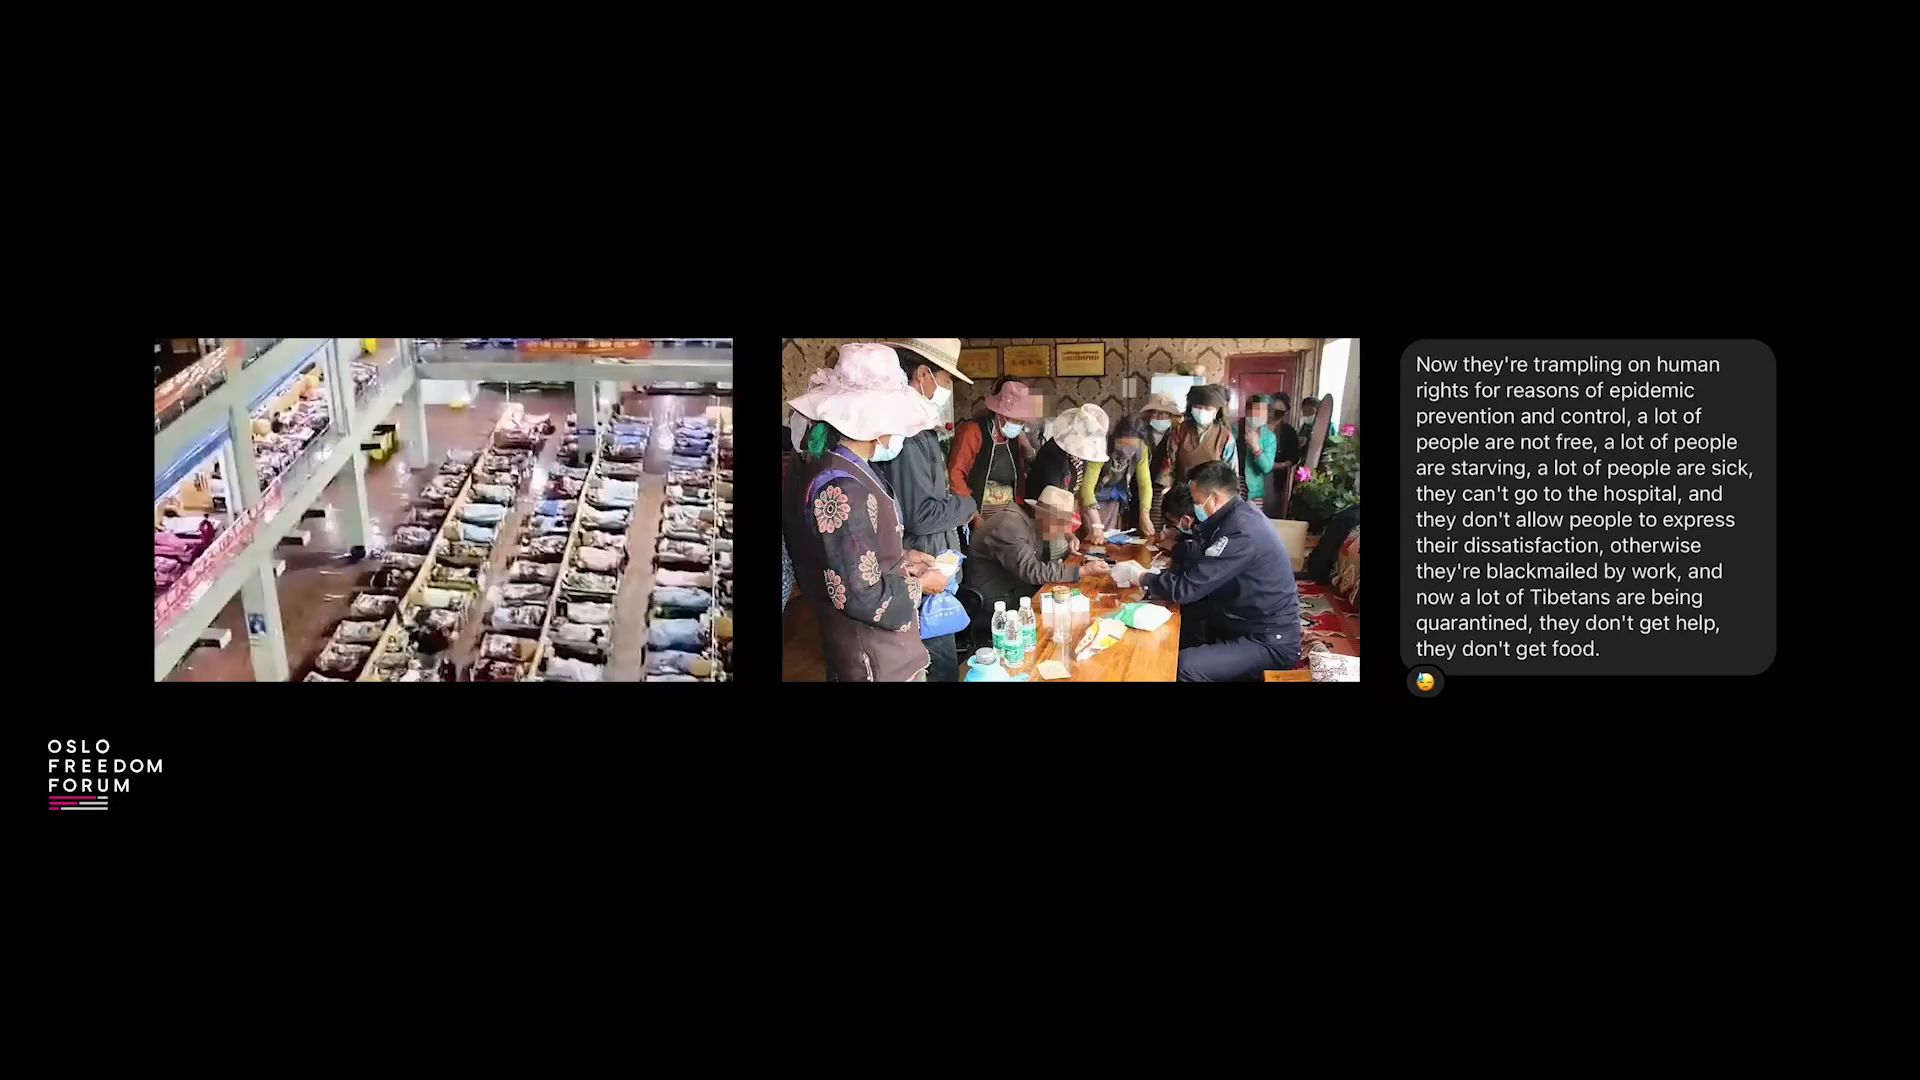 Now they're trampling on human
rights for reasons of epidemic
prevention and control, a lot of
people are not free, a lot of people
are starving, a lot of people are sick,
they can't go to the hospital, and
they don't allow people to express
their dissatisfaction, otherwise
they're blackmailed by work, and
now a lot of Tibetans are being
quarantined, they don't get help,
they don't get food.
OSLO
FREEDOM
FORUM